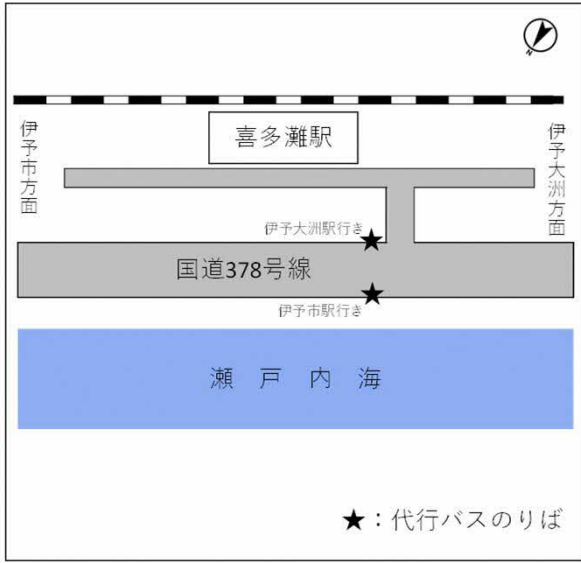 N
伊予市方面
喜多灘駅
伊予大洲方面
伊予大洲駅行き
★
国道378号線
★
伊予市駅行き
瀬戸内海
★：代行バスのりば